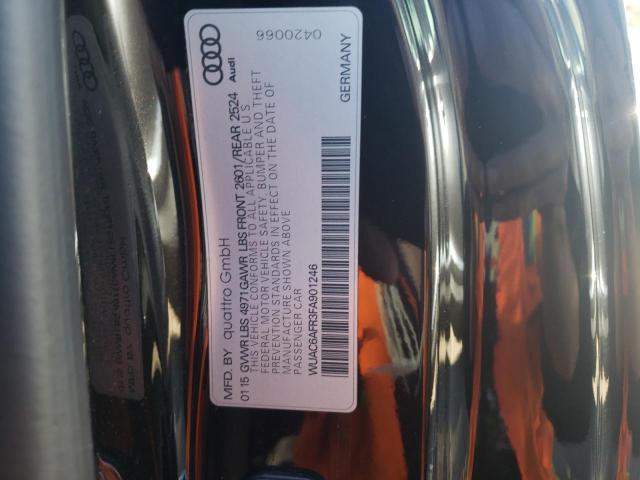 MFD. BY quattro GmbH
Audi
01 15 GVWR LBS 4971 GAWR LBS FRONT 2601/REAR 2524
THIS VEHICLE CONFORMS TO ALL APPLICABLE U S
FEDERAL MOTOR VEHICLE SAFETY, BUMPER AND THEFT
PREVENTION STANDARDS IN EFFECT ON THE DATE OF
MANUFACTURE SHOWN ABOVE
PASSENGER CAR
WUAC6AFR3FA901246
0420066
GERMANY